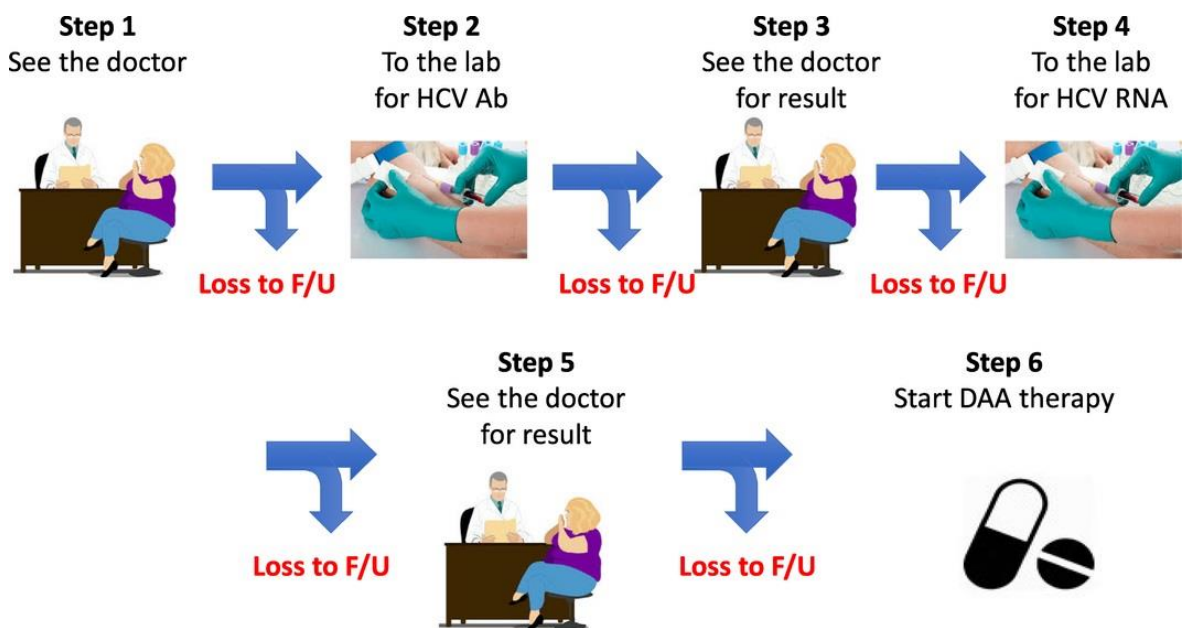 Step 1
See the doctor
Step 2
To the lab
for HCV Ab
Step 3
See the doctor
for result
Step 4
To the lab
for HCV RNA
Loss to F/U
Loss to F/U
Loss to F/U
Step 5
See the doctor
for result
Step 6
Start DAA therapy
Loss to F/U
Loss to F/U